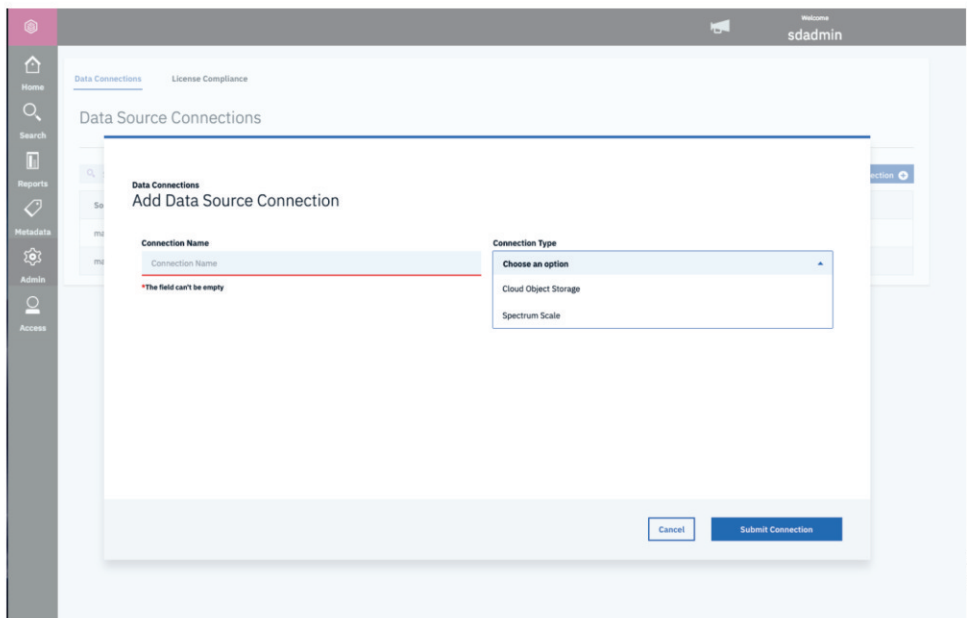 Welcome
sdadmin
Home
Search
Reports
Metadata
Admin
Access
Data Connections
License Compliance
Data Source Connections
Data Connections
Add Data Source Connection
Connection Name
Connection Name
*The field can't be empty
Connection Type
Choose an option
Cloud Object Storage
Spectrum Scale
Cancel
Submit Connection